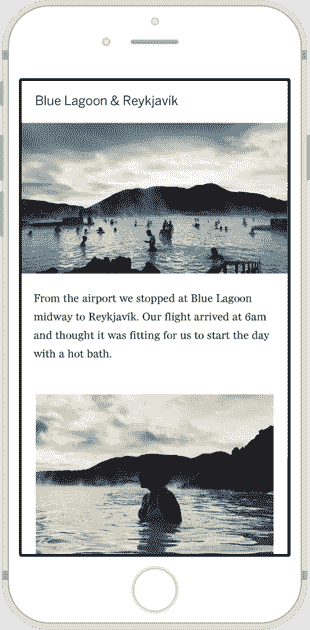 Blue Lagoon & Reykjavík
From the airport we stopped at Blue Lagoon
midway to Reykjavík. Our flight arrived at 6am
and thought it was fitting for us to start the day
with a hot bath.